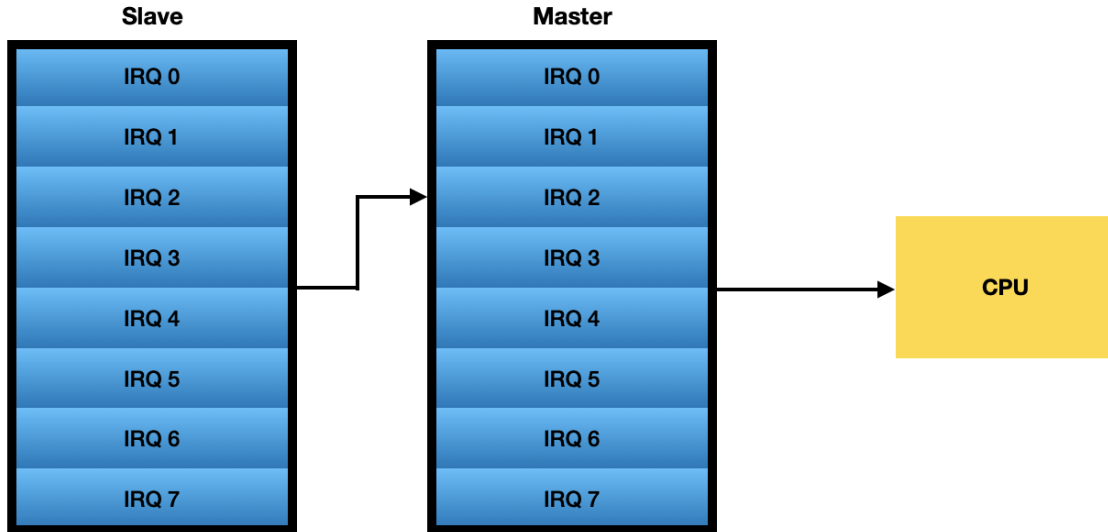 Slave
IRQ 0
IRQ 1
IRQ 2
IRQ 3
IRQ 4
IRQ 5
IRQ 6
IRQ 7
Master
IRQ 0
IRQ 1
IRQ 2
IRQ 3
IRQ 4
IRQ 5
IRQ 6
IRQ 7
CPU